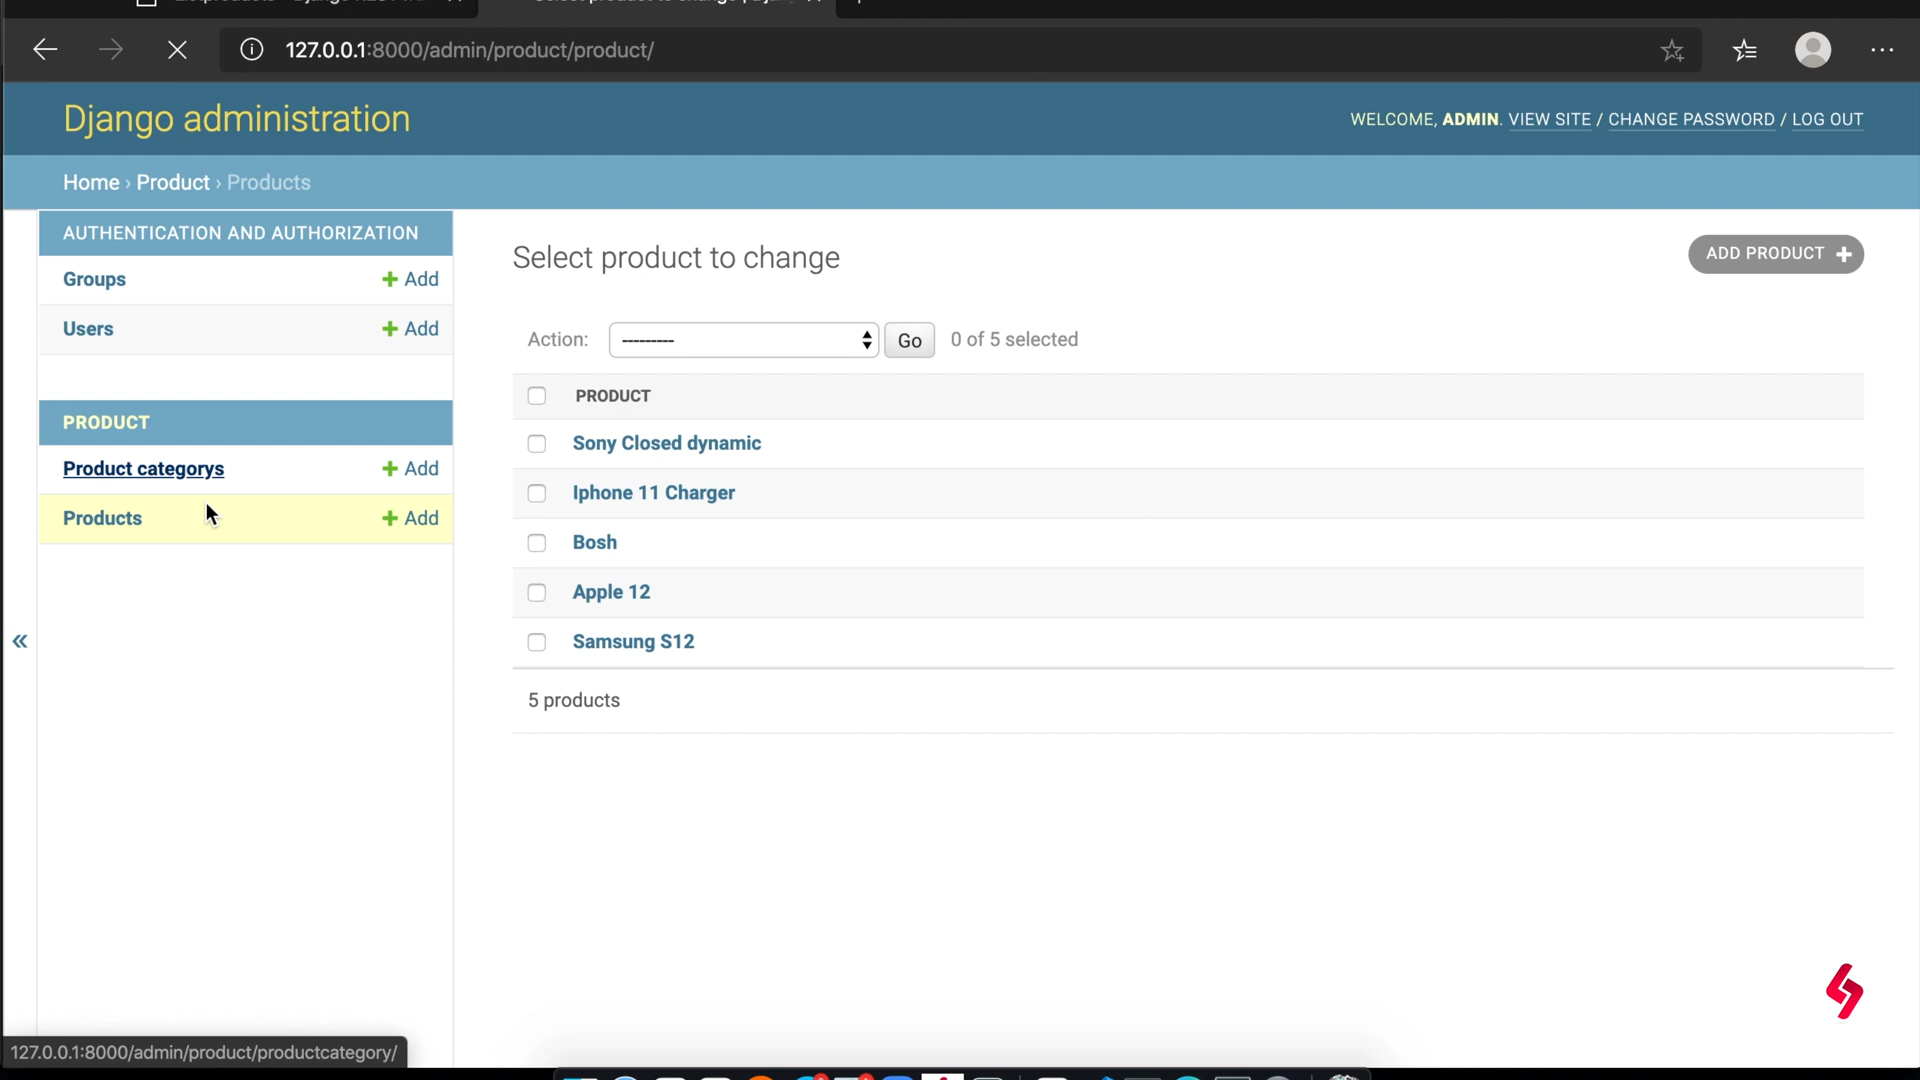 127.0.0.1:8000/admin/product/product/
Django administration
WELCOME, ADMIN. VIEW SITE / CHANGE PASSWORD / LOG OUT
Home › Product › Products
AUTHENTICATION AND AUTHORIZATION
Groups + Add
Users + Add
PRODUCT
Product categorys + Add
Products + Add
«
Select product to change
ADD PRODUCT +
Action: --------- Go 0 of 5 selected
PRODUCT
Sony Closed dynamic
Iphone 11 Charger
Bosh
Apple 12
Samsung S12
5 products
127.0.0.1:8000/admin/product/productcategory/